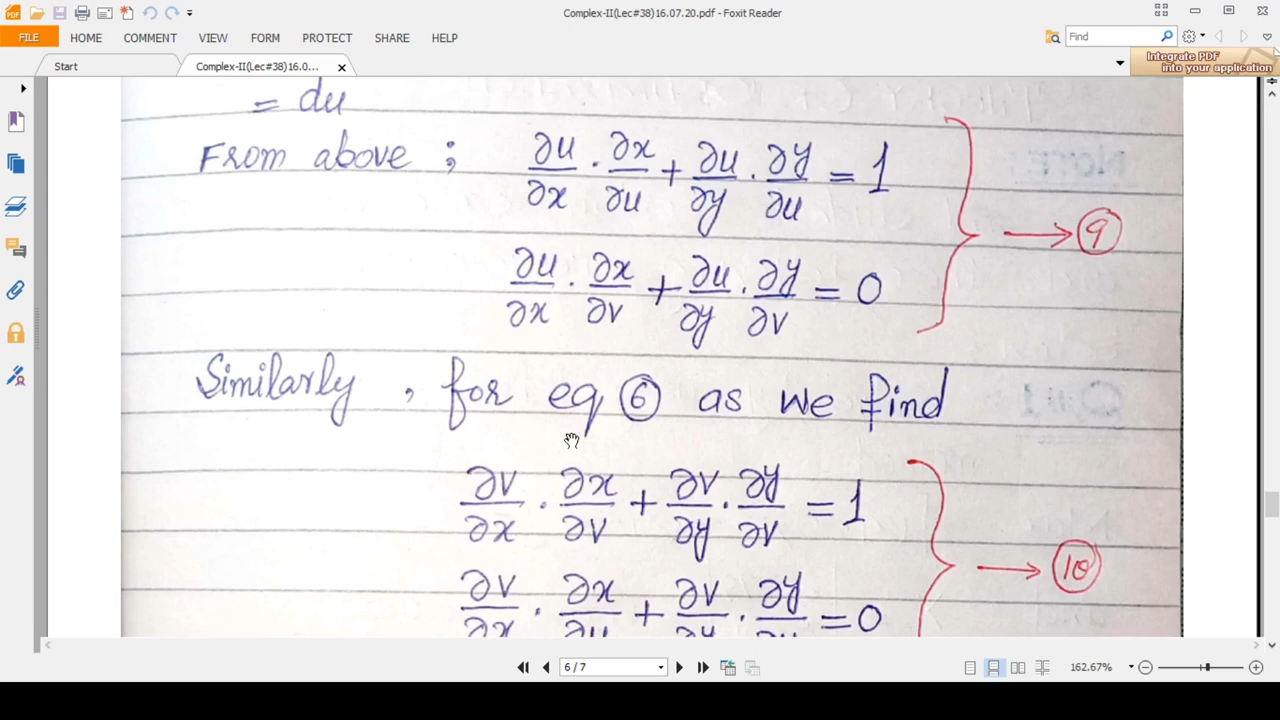 Complex-II(Lec#38)16.07.20.pdf - Foxit Reader
FILE HOME COMMENT VIEW FORM PROTECT SHARE HELP
Find
Integrate PDF
into your application
Start Complex-II(Lec#38)16.0...
= du
From above ; ∂u/∂x · ∂x/∂u + ∂u/∂y · ∂y/∂u = 1
→ ⑨
∂u/∂x · ∂x/∂v + ∂u/∂y · ∂y/∂v = 0
Similarly , for eq ⑥ as we find
∂v/∂x · ∂x/∂v + ∂v/∂y · ∂y/∂v = 1
→ ⑩
∂v/∂x · ∂x/∂u + ∂v/∂y · ∂y/∂u = 0
6 / 7
162.67%